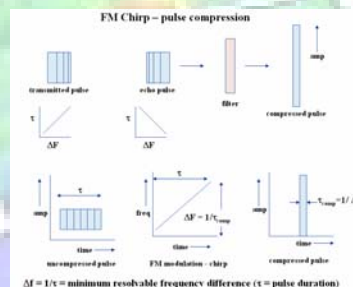 FM Chirp – pulse compression
transmitted pulse
echo pulse
filter
compressed pulse
amp
τ
ΔF
τ
ΔF
amp
τ
time
uncompressed pulse
freq
τ
ΔF = 1/τcomp
time
FM modulation - chirp
amp
τcomp=1/
time
compressed pulse
Δf = 1/τ = minimum resolvable frequency difference (τ = pulse duration)